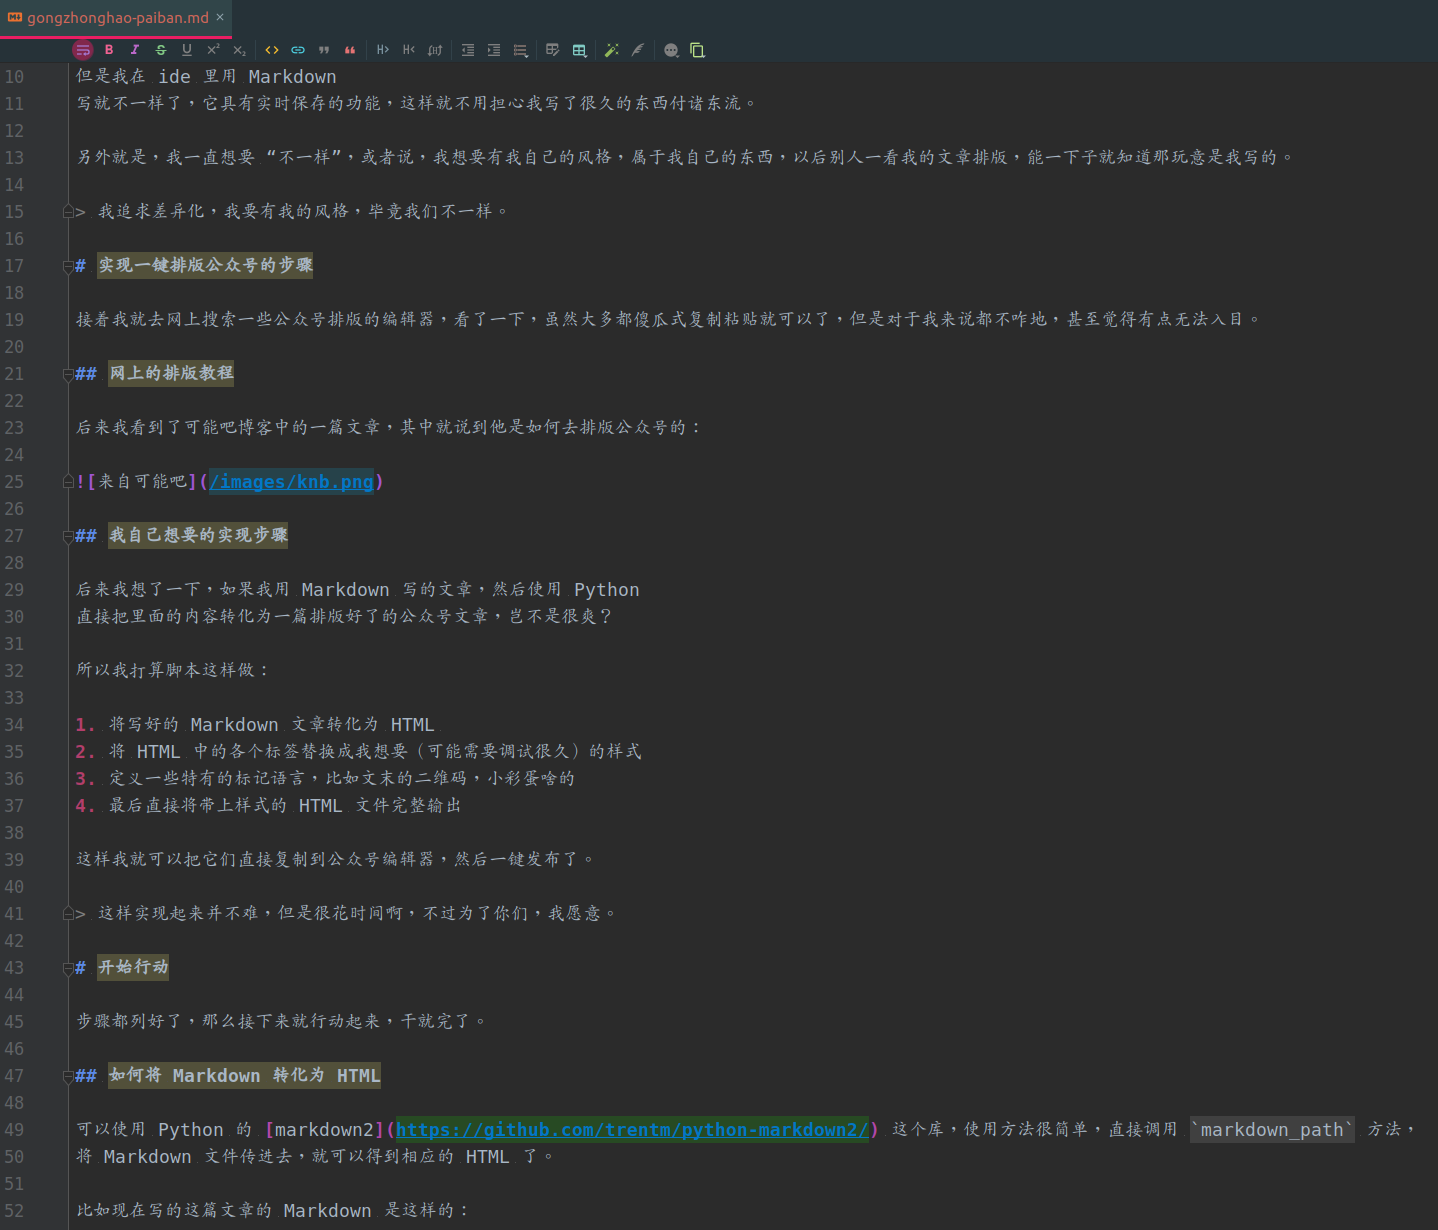 gongzhonghao-paiban.md
10 但是我在 ide 里用 Markdown
11 写就不一样了，它具有实时保存的功能，这样就不用担心我写了很久的东西付诸东流。
12
13 另外就是，我一直想要 “不一样”，或者说，我想要有我自己的风格，属于我自己的东西，以后别人一看我的文章排版，能一下子就知道那玩意是我写的。
14
15 > 我追求差异化，我要有我的风格，毕竟我们不一样。
16
17 # 实现一键排版公众号的步骤
18
19 接着我就去网上搜索一些公众号排版的编辑器，看了一下，虽然大多都傻瓜式复制粘贴就可以了，但是对于我来说都不咋地，甚至觉得有点无法入目。
20
21 ## 网上的排版教程
22
23 后来我看到了可能吧博客中的一篇文章，其中就说到他是如何去排版公众号的：
24
25 ![来自可能吧](/images/knb.png)
26
27 ## 我自己想要的实现步骤
28
29 后来我想了一下，如果我用 Markdown 写的文章，然后使用 Python
30 直接把里面的内容转化为一篇排版好了的公众号文章，岂不是很爽？
31
32 所以我打算脚本这样做：
33
34 1. 将写好的 Markdown 文章转化为 HTML
35 2. 将 HTML 中的各个标签替换成我想要（可能需要调试很久）的样式
36 3. 定义一些特有的标记语言，比如文末的二维码，小彩蛋啥的
37 4. 最后直接将带上样式的 HTML 文件完整输出
38
39 这样我就可以把它们直接复制到公众号编辑器，然后一键发布了。
40
41 > 这样实现起来并不难，但是很花时间啊，不过为了你们，我愿意。
42
43 # 开始行动
44
45 步骤都列好了，那么接下来就行动起来，干就完了。
46
47 ## 如何将 Markdown 转化为 HTML
48
49 可以使用 Python 的 [markdown2](https://github.com/trentm/python-markdown2/) 这个库，使用方法很简单，直接调用 `markdown_path` 方法，
50 将 Markdown 文件传进去，就可以得到相应的 HTML 了。
51
52 比如现在写的这篇文章的 Markdown 是这样的：